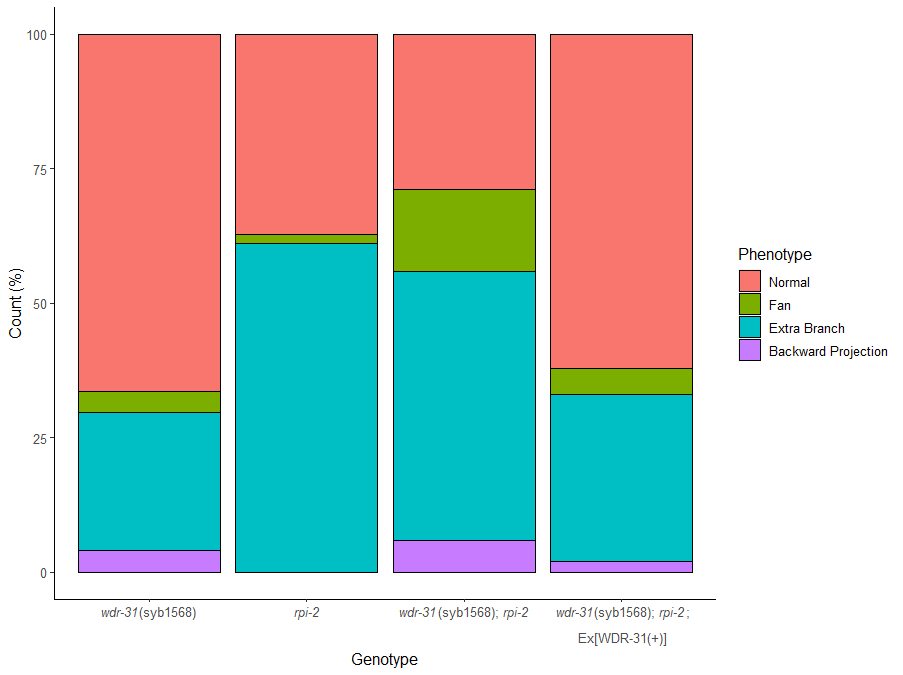 100
75
50
25
0
Count (%)
wdr-31(syb1568)
rpi-2
wdr-31(syb1568); rpi-2
wdr-31(syb1568); rpi-2;
Ex[WDR-31(+)]
Genotype
Phenotype
Normal
Fan
Extra Branch
Backward Projection